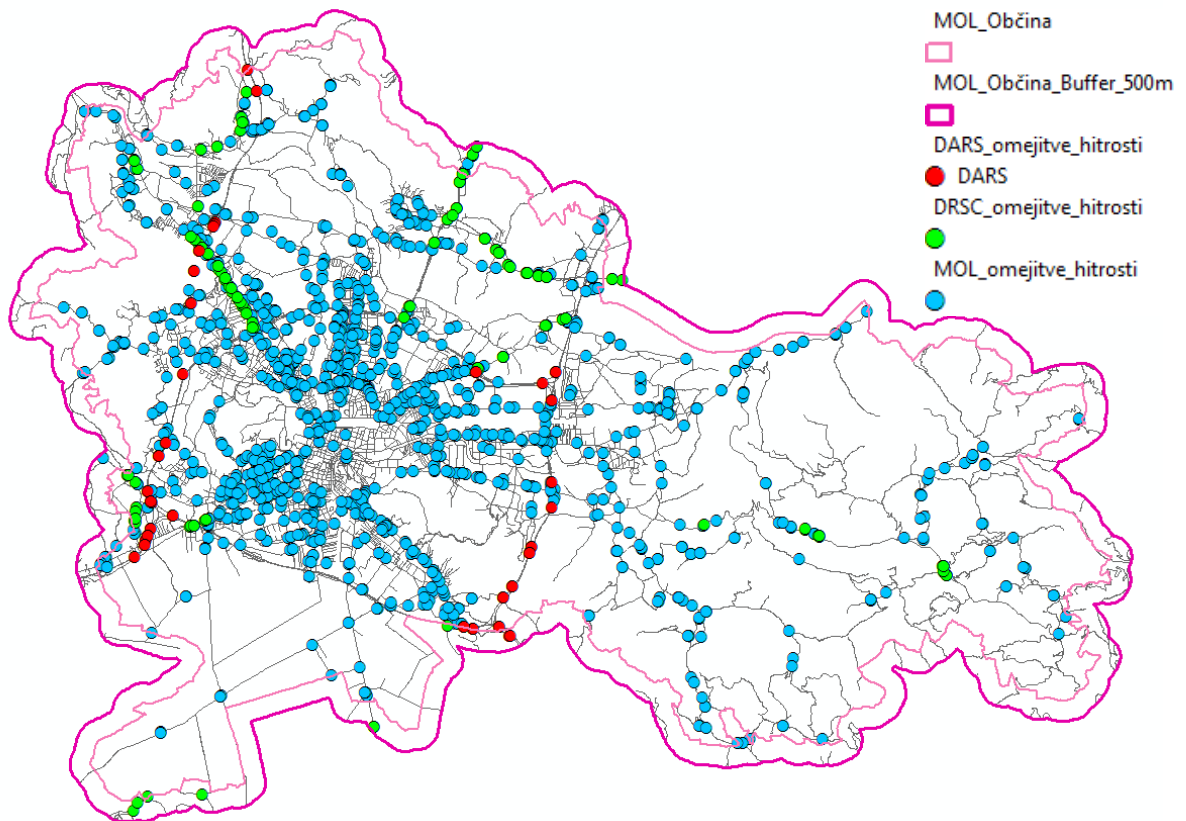 MOL_Občina
MOL_Občina_Buffer_500m
DARS_omejitve_hitrosti
DARS
DRSC_omejitve_hitrosti
MOL_omejitve_hitrosti